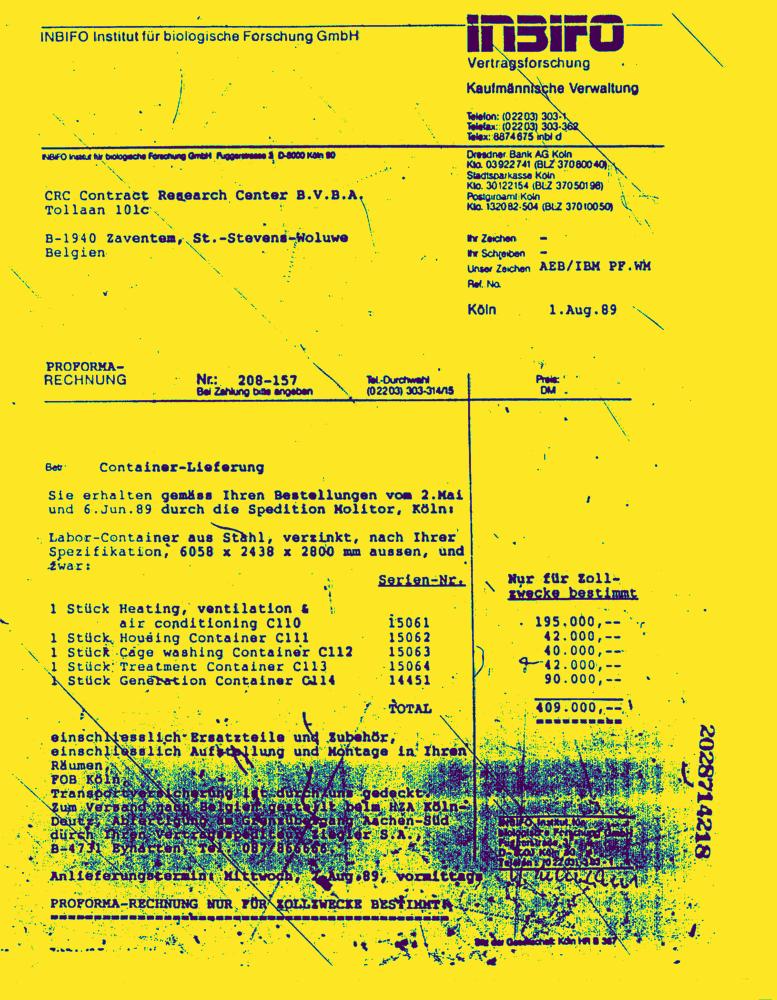 INBIFO Institut für biologische Forschung GmbH
INBIFO
Vertragsforschung
Kaufmännische Verwaltung
Telefon: (02203) 303-1
Telefax: (02203) 303-362
Telex: 8874675 inbi d
INBIFO Institut für biologische Forschung GmbH Fuggerstrasse 3 D-5000 Köln 90
Dresdner Bank AG Köln
Kto. 03922741 (BLZ 37080040)
Stadtsparkasse Köln
Kto. 30122154 (BLZ 37050198)
Postgiroamt Köln
Kto. 132082-504 (BLZ 37010050)
CRC Contract Research Center B.V.B.A.
Tollaan 101c
B-1940 Zaventem, St.-Stevens-Woluwe
Belgien
Ihr Zeichen -
Ihr Schreiben -
Unser Zeichen AEB/IBM PF.WM
Ref. No.
Köln 1.Aug.89
PROFORMA-
RECHNUNG Nr.: 208-157 Tel.-Durchwahl Preis:
Bei Zahlung bitte angeben (02203) 303-314/15 DM
Betr. Container-Lieferung
Sie erhalten gemäss Ihren Bestellungen vom 2.Mai
und 6.Jun.89 durch die Spedition Molitor, Köln:
Labor-Container aus Stahl, verzinkt, nach Ihrer
Spezifikation, 6058 x 2438 x 2800 mm aussen, und
zwar:
Serien-Nr. Nur für Zoll-
zwecke bestimmt
1 Stück Heating, ventilation &
air conditioning C110 15061 195.000,--
1 Stück Housing Container C111 15062 42.000,--
1 Stück Cage washing Container C112 15063 40.000,--
1 Stück Treatment Container C113 15064 42.000,--
1 Stück Generation Container C114 14451 90.000,--
TOTAL 409.000,--
einschliesslich Ersatzteile und Zubehör,
einschliesslich Aufstellung und Montage in Ihren
Räumen,
FOB Köln,
Transportversicherung ist durch uns gedeckt.
Zum Versand nach Belgien gestellt beim HZA Köln-
Deutz, Abfertigung am Grenzübergang Aachen-Süd
durch Ihren Vertragsspediteur Ziegler S.A.,
B-4731 Eynatten, Tel. 087/866666
Anlieferungstermin: Mittwoch, Aug.89, vormittags
PROFORMA-RECHNUNG NUR FÜR ZOLLZWECKE BESTIMMT
INBIFO Institut für
biologische Forschung GmbH
Sitz der Gesellschaft: Köln HR B 367
2028714218